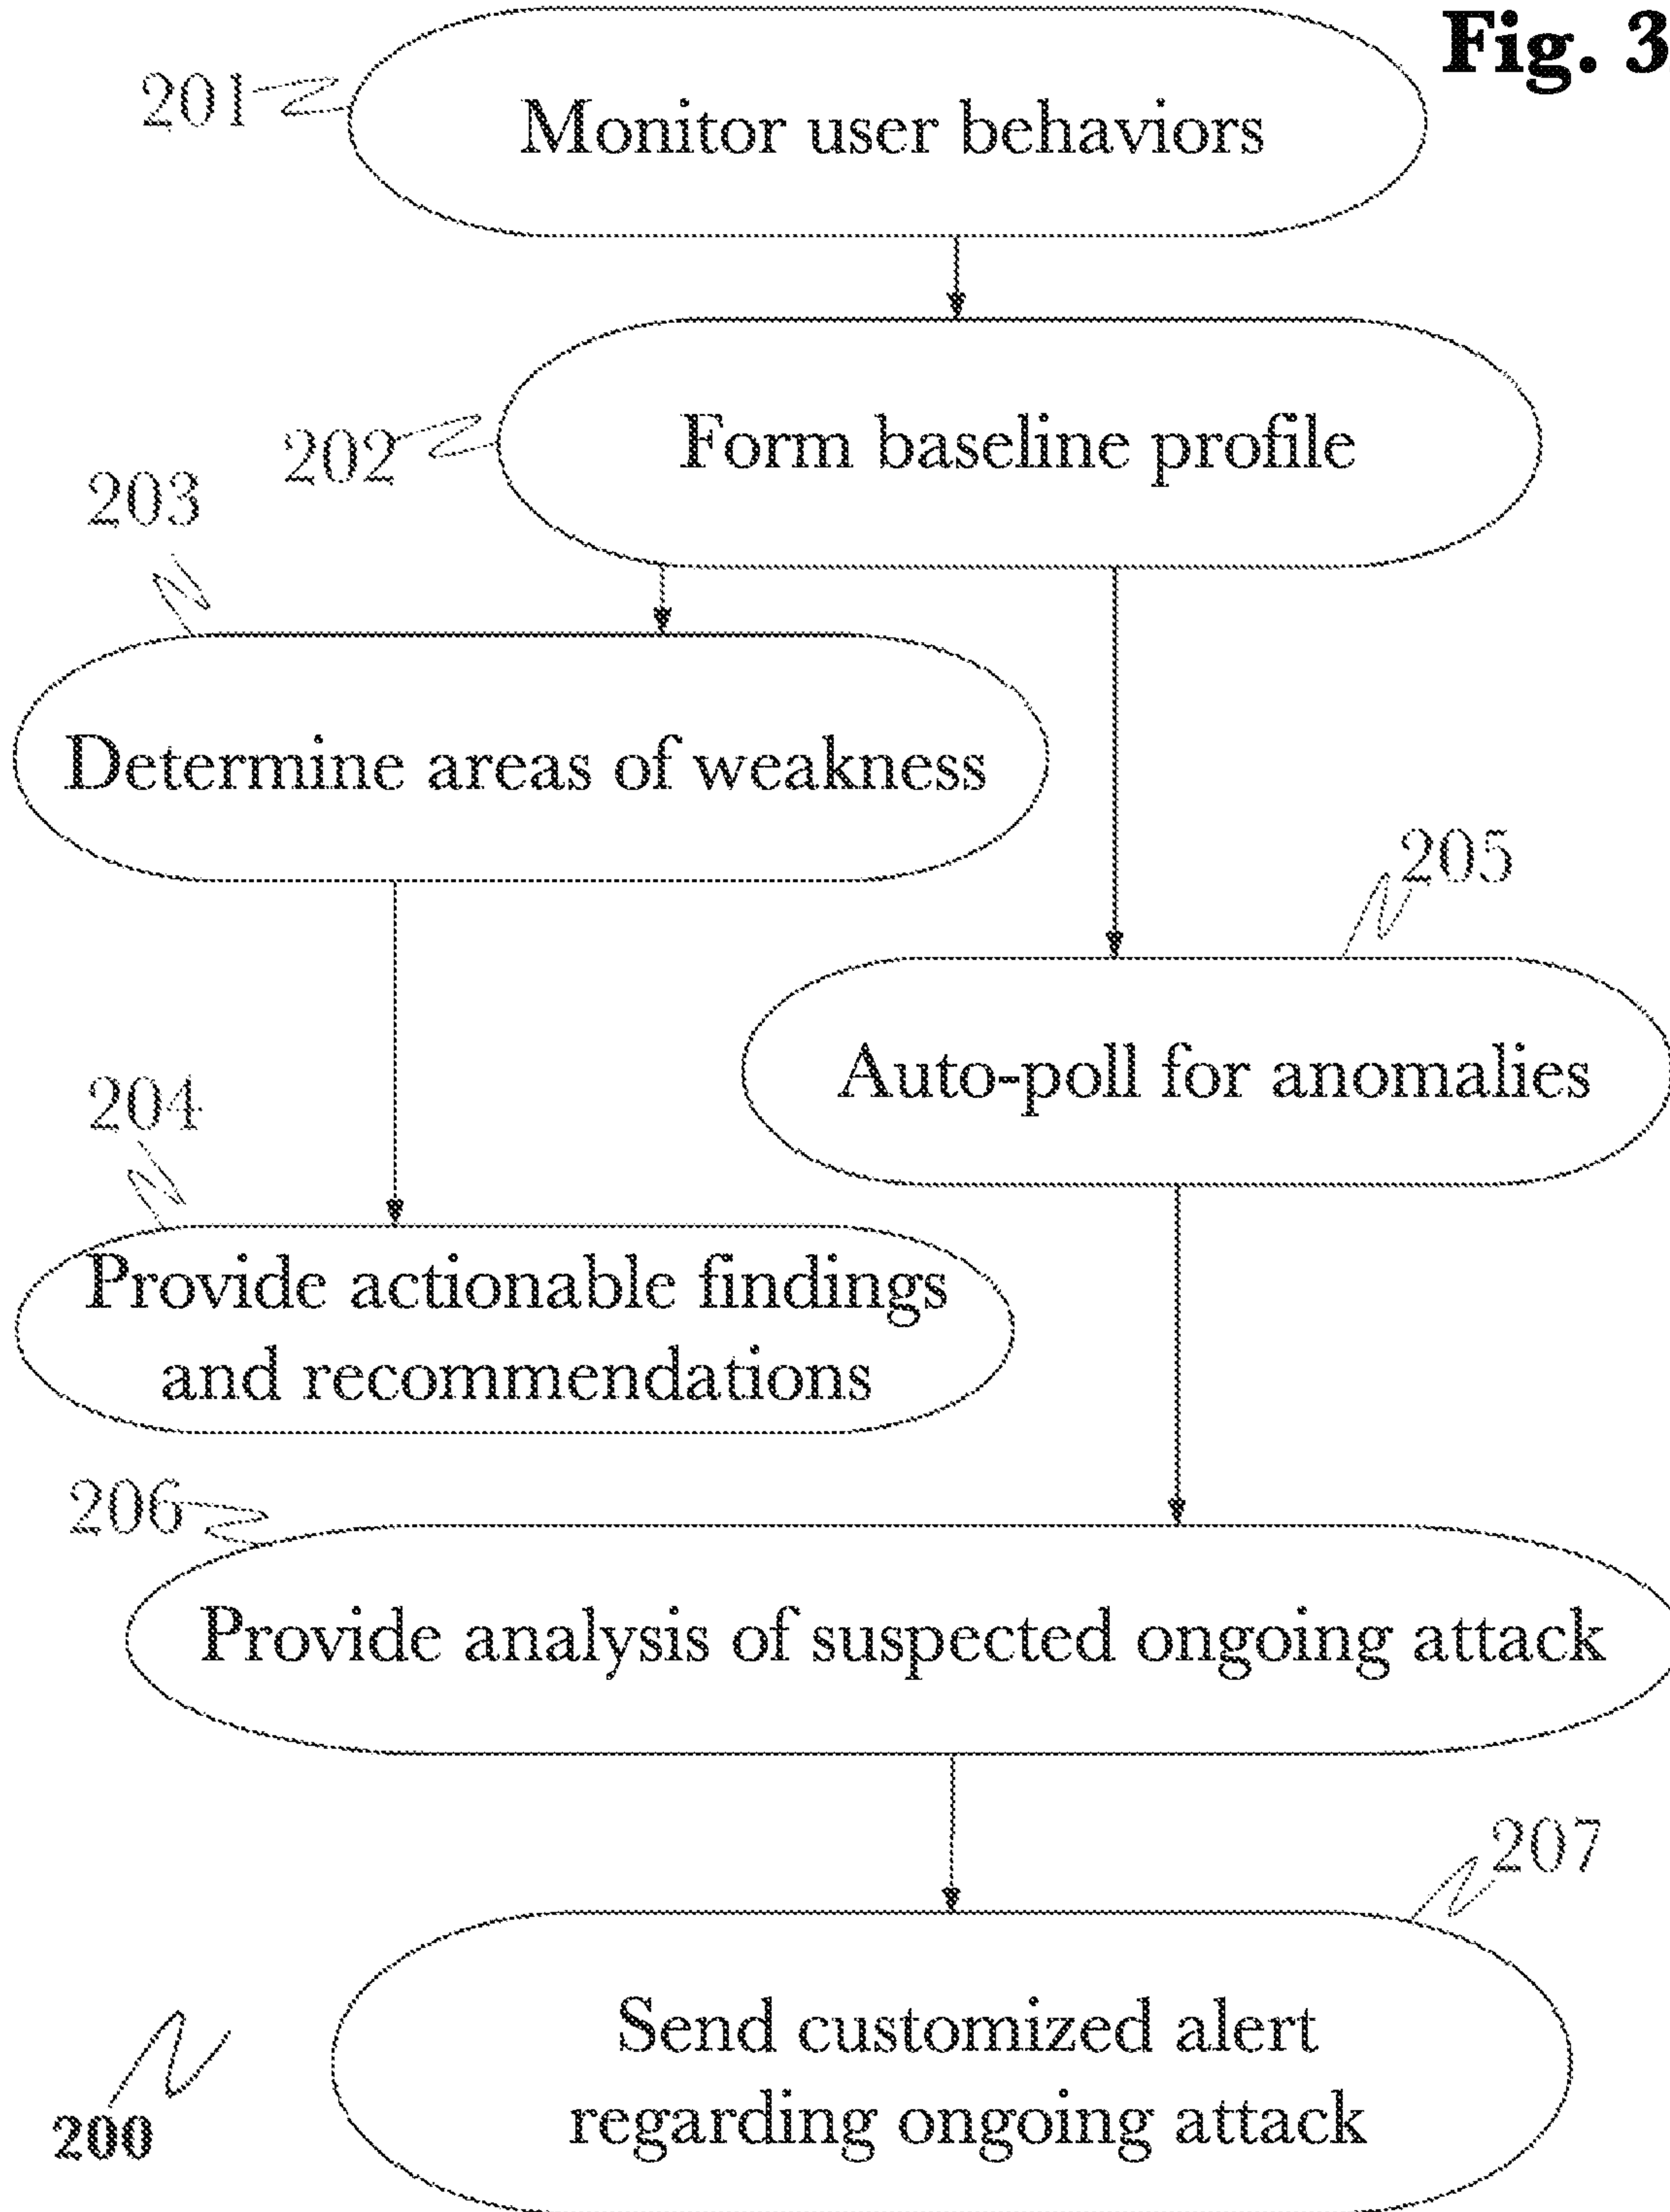 Fig. 3
201
Monitor user behaviors
202
Form baseline profile
203
Determine areas of weakness
205
Auto-poll for anomalies
204
Provide actionable findings
and recommendations
206
Provide analysis of suspected ongoing attack
207
Send customized alert
regarding ongoing attack
200